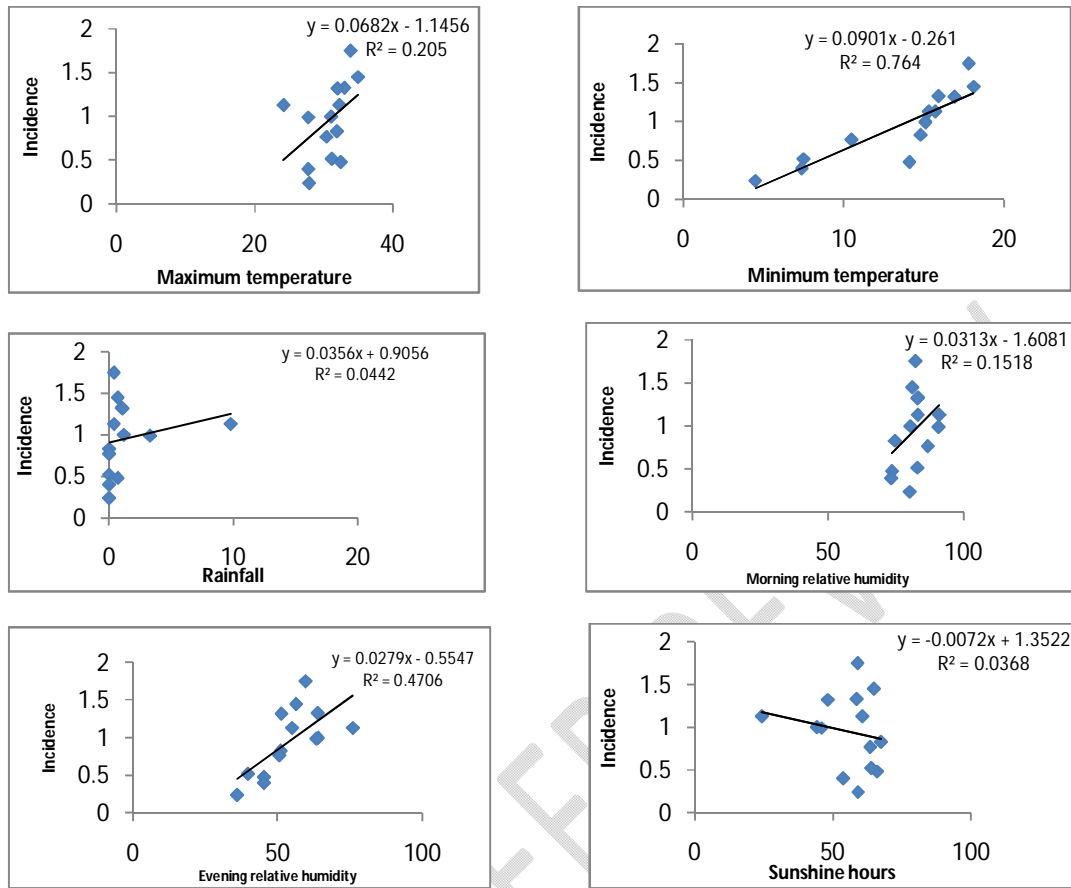 y = 0.0682x - 1.1456
R² = 0.205
2
1.5
1
0.5
0
0
20
40
Incidence
Maximum temperature
y = 0.0901x - 0.261
R² = 0.764
2
1.5
1
0.5
0
0
10
20
Incidence
Minimum temperature
y = 0.0356x + 0.9056
R² = 0.0442
2
1.5
1
0.5
0
0
10
20
Incidence
Rainfall
y = 0.0313x - 1.6081
R² = 0.1518
2
1.5
1
0.5
0
0
50
100
Incidence
Morning relative humidity
y = 0.0279x - 0.5547
R² = 0.4706
2
1.5
1
0.5
0
0
50
100
Incidence
Evening relative humidity
y = -0.0072x + 1.3522
R² = 0.0368
2
1.5
1
0.5
0
0
50
100
Incidence
Sunshine hours